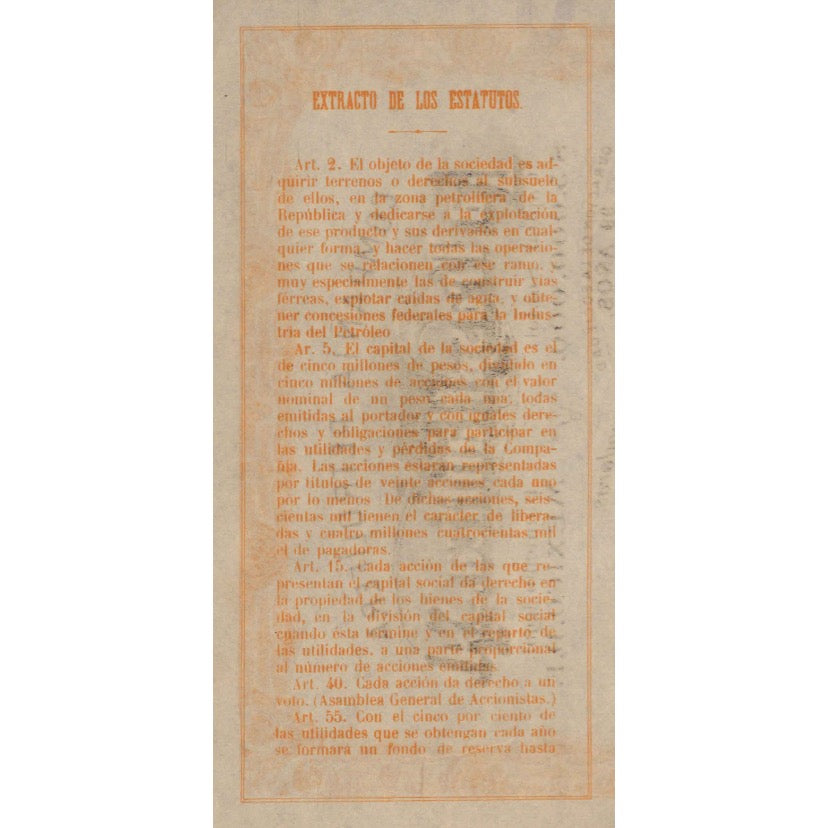 EXTRACTO DE LOS ESTATUTOS.
Art. 2. El objeto de la sociedad es ad-
quirir terrenos o derechos al subsuelo
de ellos, en la zona petrolífera de la
República y dedicarse a la explotación
de ese producto y sus derivados en cual-
quier forma, y hacer todas las operacio-
nes que se relacionen con ese ramo, y
muy especialmente las de construir vías
férreas, explotar caídas de agua, y obte-
ner concesiones federales para la Indus-
tria del Petróleo
Ar. 5. El capital de la sociedad es el
de cinco millones de pesos, dividido en
cinco millones de acciones con el valor
nominal de un peso cada una; todas
emitidas al portador y con iguales dere-
chos y obligaciones para participar en
las utilidades y pérdidas de la Compa-
ñía. Las acciones estarán representadas
por títulos de veinte acciones cada uno
por lo menos. De dichas acciones, seis-
cientas mil tienen el carácter de libera-
das y cuatro millones cuatrocientas mil
el de pagadoras.
Art. 15. Cada acción de las que re-
presentan el capital social da derecho en
la propiedad de los bienes de la socie-
dad, en la división del capital social
cuando ésta termine y en el reparto de
las utilidades, a una parte proporcional
al número de acciones emitidas.
Art. 40. Cada acción da derecho a un
voto. (Asamblea General de Accionistas.)
Art. 55. Con el cinco por ciento de
las utilidades que se obtengan cada año
se formará un fondo de reserva hasta